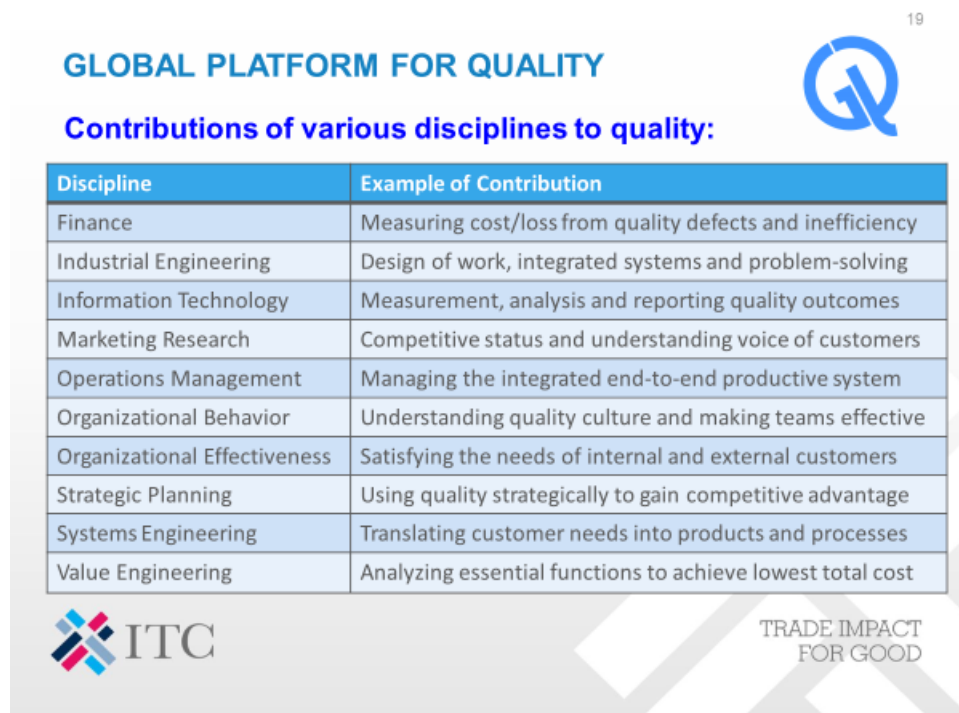 19
GLOBAL PLATFORM FOR QUALITY
Contributions of various disciplines to quality:
Discipline Example of Contribution
Finance Measuring cost/loss from quality defects and inefficiency
Industrial Engineering Design of work, integrated systems and problem-solving
Information Technology Measurement, analysis and reporting quality outcomes
Marketing Research Competitive status and understanding voice of customers
Operations Management Managing the integrated end-to-end productive system
Organizational Behavior Understanding quality culture and making teams effective
Organizational Effectiveness Satisfying the needs of internal and external customers
Strategic Planning Using quality strategically to gain competitive advantage
Systems Engineering Translating customer needs into products and processes
Value Engineering Analyzing essential functions to achieve lowest total cost
ITC
TRADE IMPACT
FOR GOOD